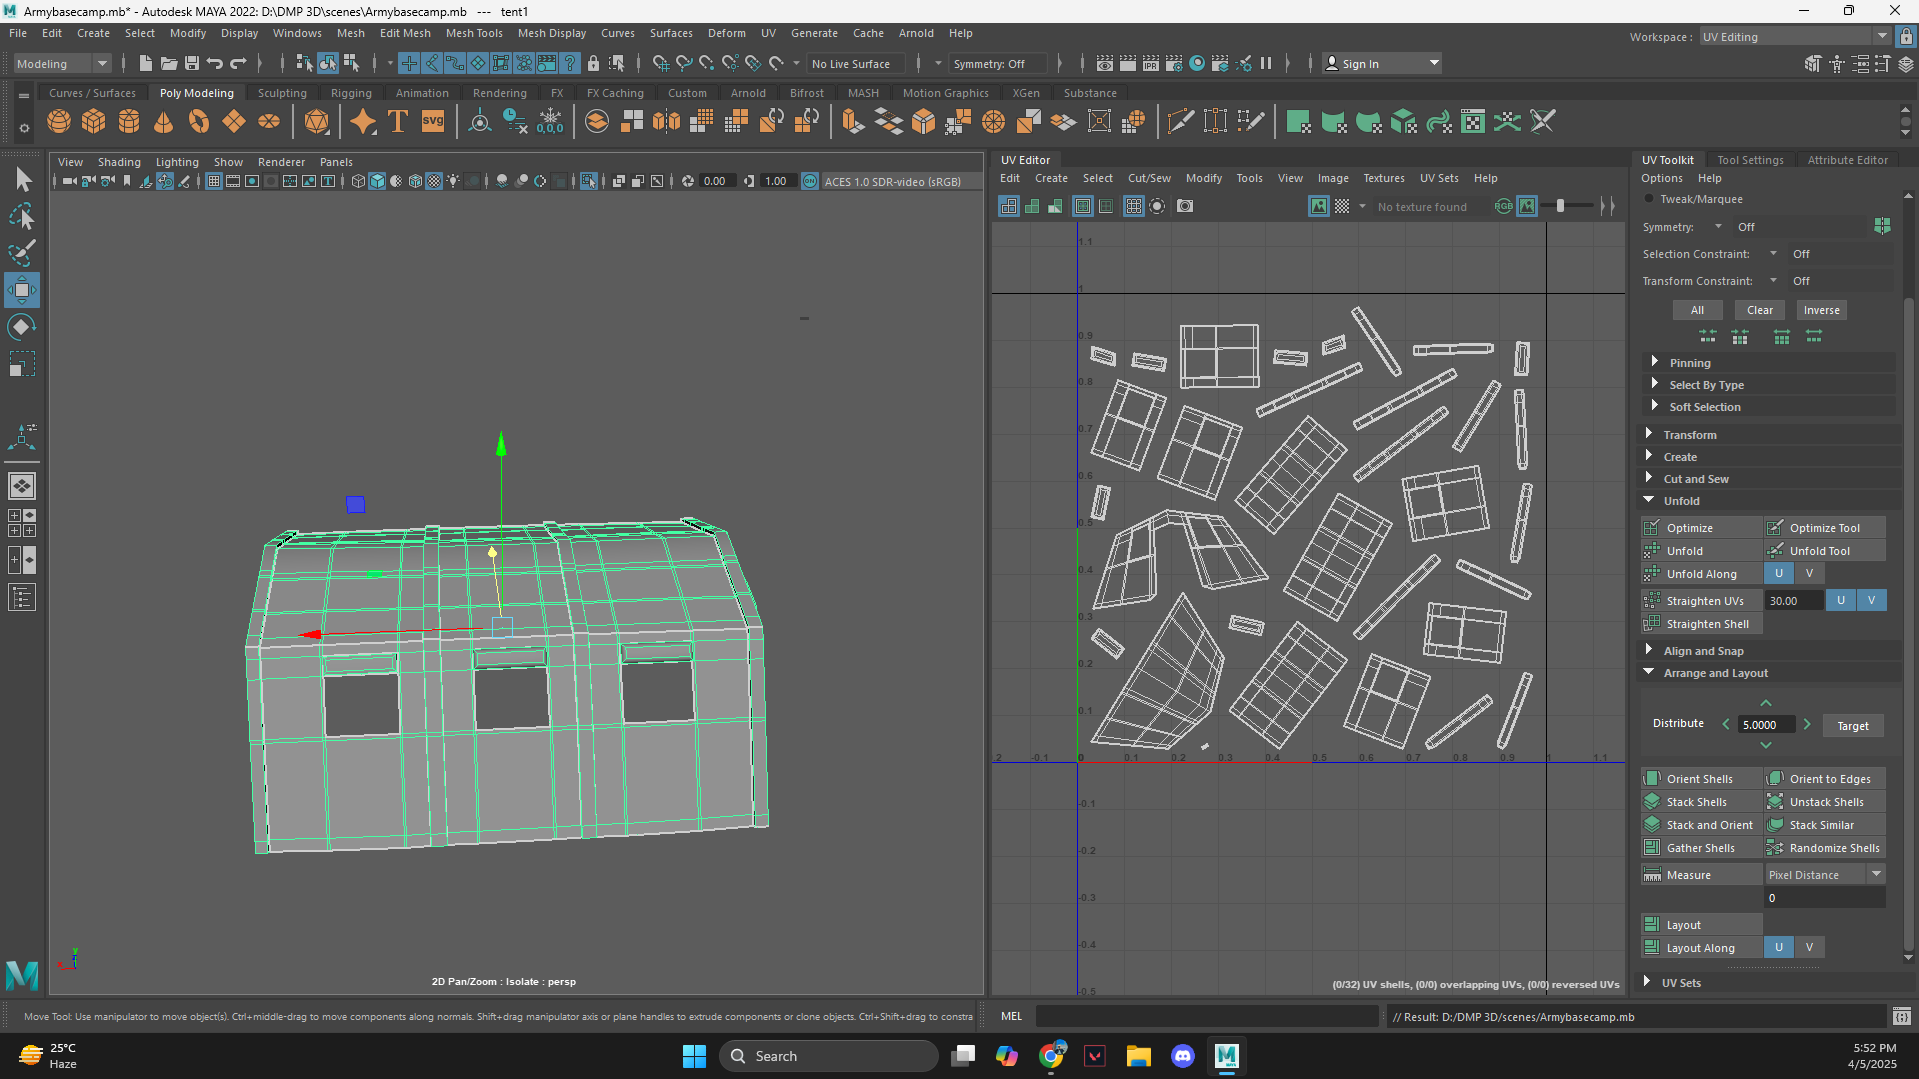 Armybasecamp.mb* - Autodesk MAYA 2022: D:\DMP 3D\scenes\Armybasecamp.mb --- tent1
File Edit Create Select Modify Display Windows Mesh Edit Mesh Mesh Tools Mesh Display Curves Surfaces Deform UV Generate Cache Arnold Help
Workspace : UV Editing
Modeling
No Live Surface
Symmetry: Off
Sign In
Curves / Surfaces Poly Modeling Sculpting Rigging Animation Rendering FX FX Caching Custom Arnold Bifrost MASH Motion Graphics XGen Substance
T svg
0,0,0
View Shading Lighting Show Renderer Panels
0.00 1.00 ACES 1.0 SDR-video (sRGB)
2D Pan/Zoom : Isolate : persp
y
x
UV Editor
Edit Create Select Cut/Sew Modify Tools View Image Textures UV Sets Help
No texture found
RGB
1.1
1
0.9
0.8
0.7
0.6
0.5
0.4
0.3
0.2
0.1
2 -0.1 0 0.1 0.2 0.3 0.4 0.5 0.6 0.7 0.8 0.9 1 1.1
-0.1
-0.2
-0.3
-0.4
-0.5
(0/32) UV shells, (0/0) overlapping UVs, (0/0) reversed UVs
UV Toolkit Tool Settings Attribute Editor
Options Help
Tweak/Marquee
Symmetry: Off
Selection Constraint: Off
Transform Constraint: Off
All Clear Inverse
Pinning
Select By Type
Soft Selection
Transform
Create
Cut and Sew
Unfold
Optimize Optimize Tool
Unfold Unfold Tool
Unfold Along U V
Straighten UVs 30.00 U V
Straighten Shell
Align and Snap
Arrange and Layout
Distribute 5.0000 Target
Orient Shells Orient to Edges
Stack Shells Unstack Shells
Stack and Orient Stack Similar
Gather Shells Randomize Shells
Measure Pixel Distance
0
Layout
Layout Along U V
UV Sets
Move Tool: Use manipulator to move object(s). Ctrl+middle-drag to move components along normals. Shift+drag manipulator axis or plane handles to extrude components or clone objects. Ctrl+Shift+drag to constra
MEL
// Result: D:/DMP 3D/scenes/Armybasecamp.mb
25°C
Haze
Search
5:52 PM
4/5/2025